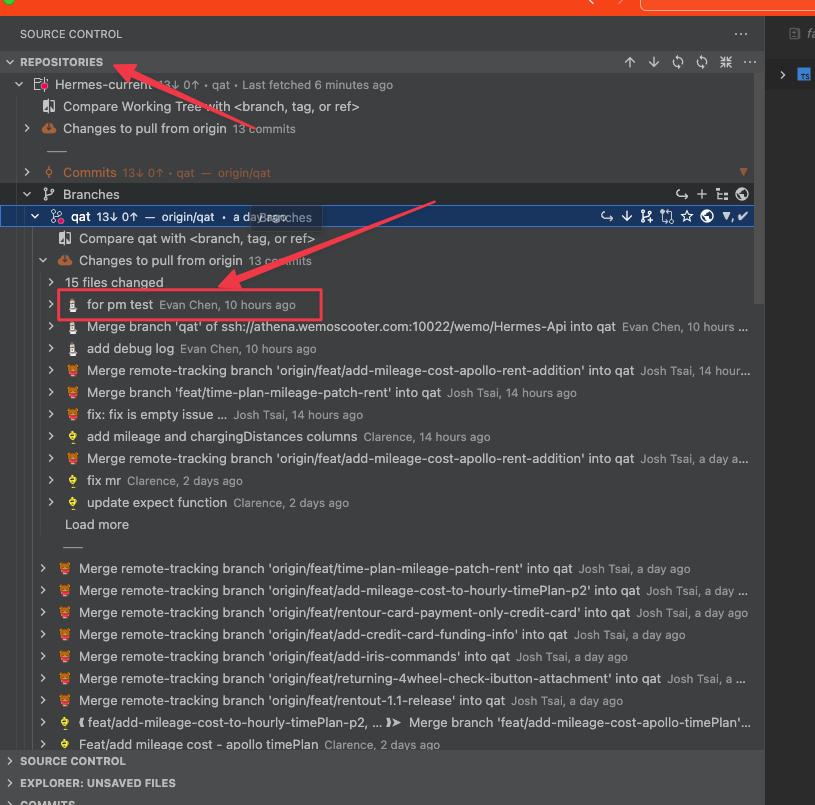 SOURCE CONTROL
REPOSITORIES
Hermes-current 13↓ 0↑ • qat • Last fetched 6 minutes ago
Compare Working Tree with <branch, tag, or ref>
Changes to pull from origin 13 commits
Commits 13↓ 0↑ • qat — origin/qat
Branches
qat 13↓ 0↑ — origin/qat • a day ago
Branches
Compare qat with <branch, tag, or ref>
Changes to pull from origin 13 commits
15 files changed
for pm test Evan Chen, 10 hours ago
Merge branch 'qat' of ssh://athena.wemoscooter.com:10022/wemo/Hermes-Api into qat Evan Chen, 10 hours ...
add debug log Evan Chen, 10 hours ago
Merge remote-tracking branch 'origin/feat/add-mileage-cost-apollo-rent-addition' into qat Josh Tsai, 14 hour...
Merge branch 'feat/time-plan-mileage-patch-rent' into qat Josh Tsai, 14 hours ago
fix: fix is empty issue ... Josh Tsai, 14 hours ago
add mileage and chargingDistances columns Clarence, 14 hours ago
Merge remote-tracking branch 'origin/feat/add-mileage-cost-apollo-rent-addition' into qat Josh Tsai, a day a...
fix mr Clarence, 2 days ago
update expect function Clarence, 2 days ago
Load more
Merge remote-tracking branch 'origin/feat/time-plan-mileage-patch-rent' into qat Josh Tsai, a day ago
Merge remote-tracking branch 'origin/feat/add-mileage-cost-to-hourly-timePlan-p2' into qat Josh Tsai, a day ...
Merge remote-tracking branch 'origin/feat/rentour-card-payment-only-credit-card' into qat Josh Tsai, a day ago
Merge remote-tracking branch 'origin/feat/add-credit-card-funding-info' into qat Josh Tsai, a day ago
Merge remote-tracking branch 'origin/feat/add-iris-commands' into qat Josh Tsai, a day ago
Merge remote-tracking branch 'origin/feat/returning-4wheel-check-ibutton-attachment' into qat Josh Tsai, a ...
Merge remote-tracking branch 'origin/feat/rentout-1.1-release' into qat Josh Tsai, a day ago
feat/add-mileage-cost-to-hourly-timePlan-p2, ... Merge branch 'feat/add-mileage-cost-apollo-timePlan'...
Feat/add mileage cost - apollo timePlan Clarence, 2 days ago
SOURCE CONTROL
EXPLORER: UNSAVED FILES
COMMITS
TS